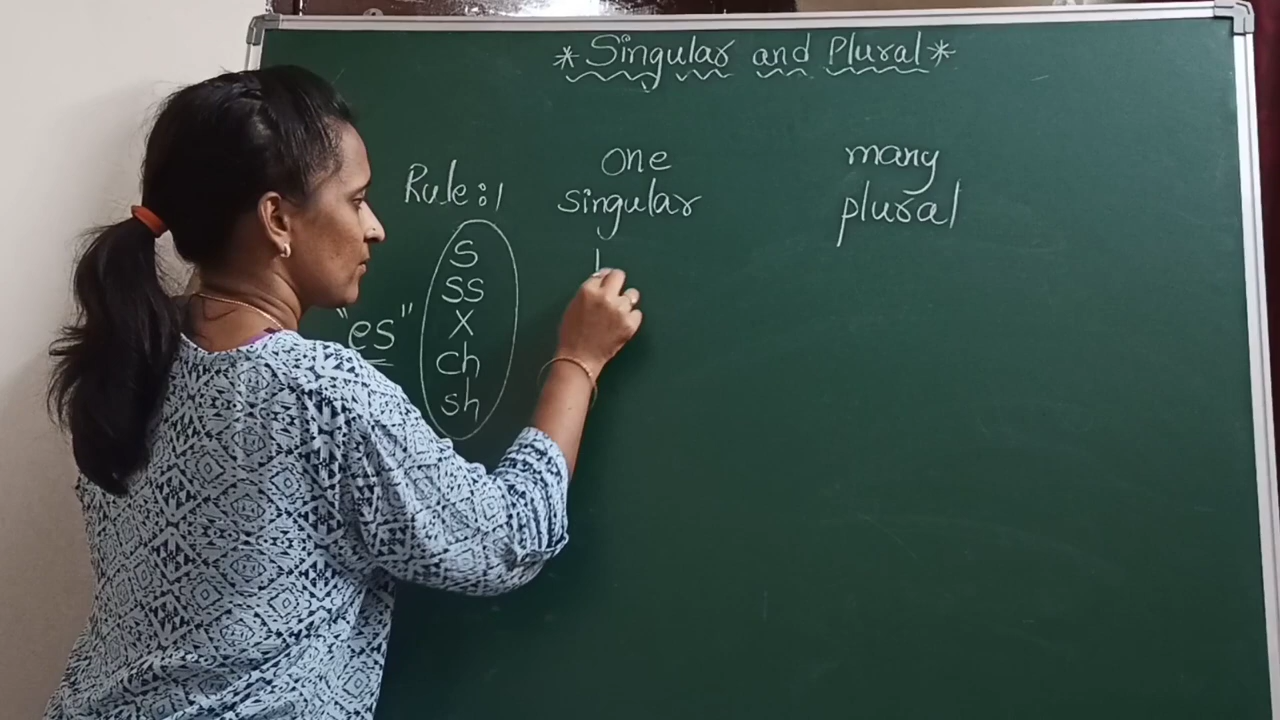 *Singular and Plural*
one many
Rule:1 singular plural
s
ss
"es" x
ch
sh